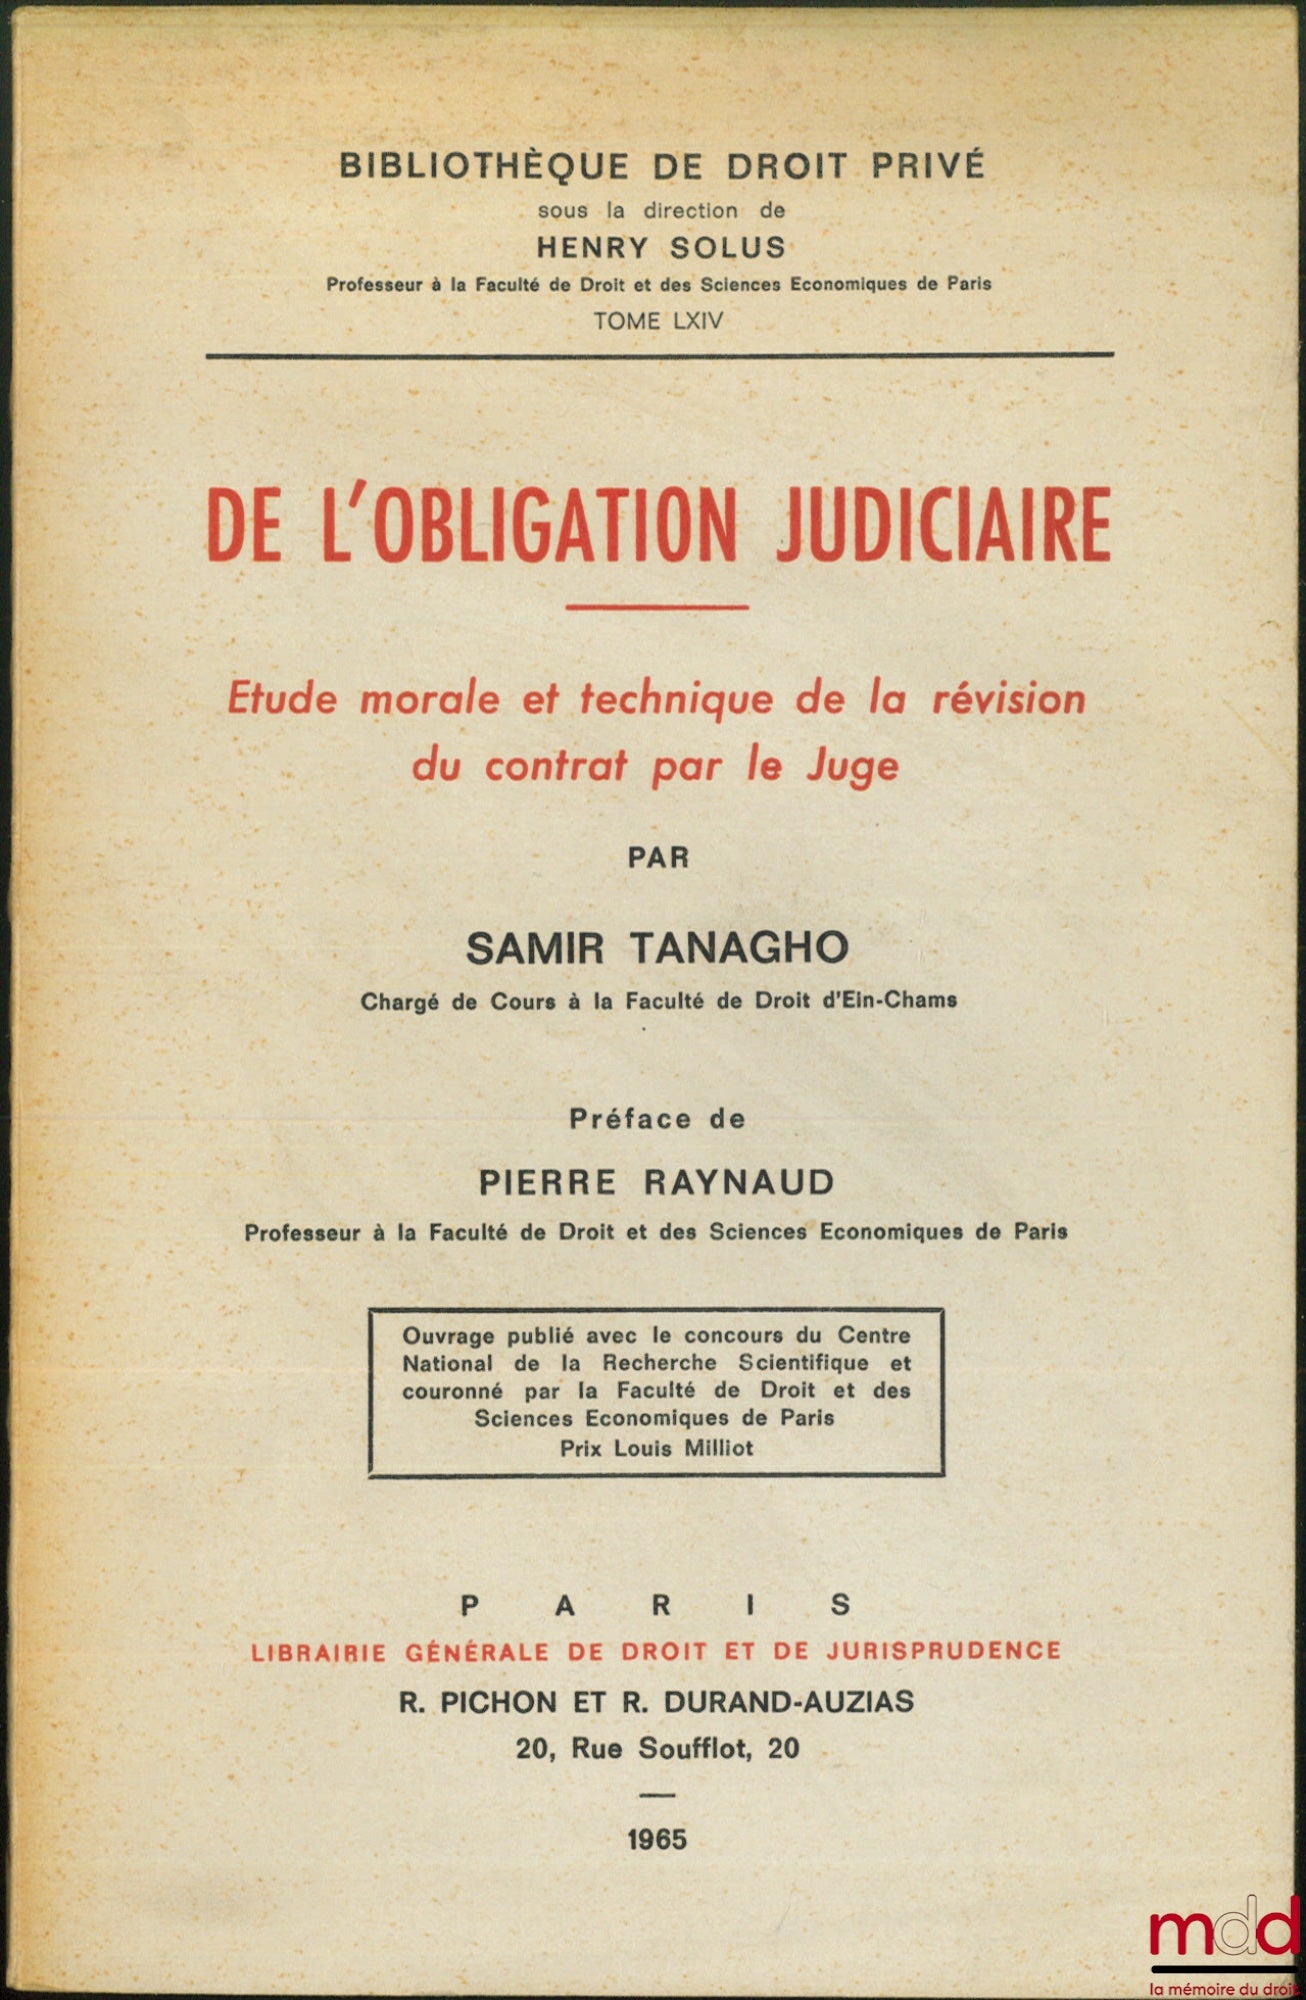 BIBLIOTHÈQUE DE DROIT PRIVÉ
sous la direction de
HENRY SOLUS
Professeur à la Faculté de Droit et des Sciences Economiques de Paris
TOME LXIV
DE L'OBLIGATION JUDICIAIRE
Etude morale et technique de la révision
du contrat par le Juge
PAR
SAMIR TANAGHO
Chargé de Cours à la Faculté de Droit d'Ein-Chams
Préface de
PIERRE RAYNAUD
Professeur à la Faculté de Droit et des Sciences Economiques de Paris
Ouvrage publié avec le concours du Centre
National de la Recherche Scientifique et
couronné par la Faculté de Droit et des
Sciences Economiques de Paris
Prix Louis Milliot
PARIS
LIBRAIRIE GÉNÉRALE DE DROIT ET DE JURISPRUDENCE
R. PICHON ET R. DURAND-AUZIAS
20, Rue Soufflot, 20
1965
mdd
la mémoire du droit